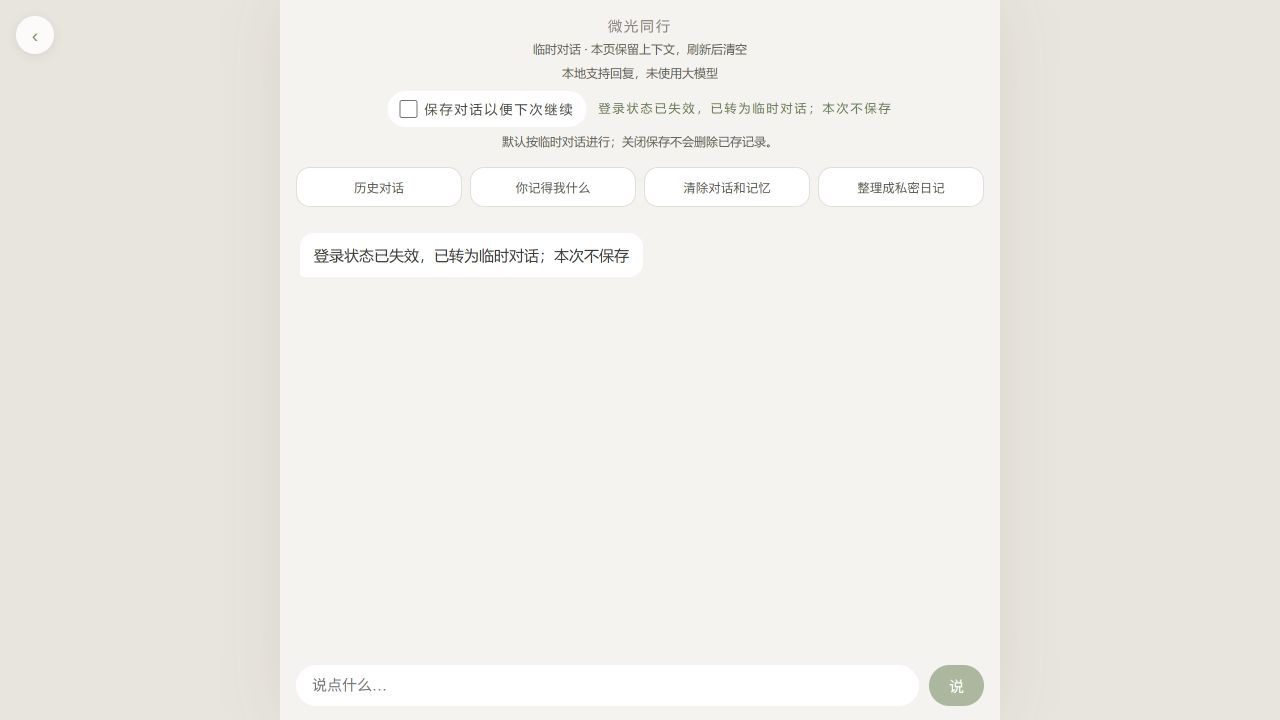 ‹
微光同行
临时对话 · 本页保留上下文，刷新后清空
本地支持回复，未使用大模型
保存对话以便下次继续 登录状态已失效，已转为临时对话；本次不保存
默认按临时对话进行；关闭保存不会删除已存记录。
历史对话 你记得我什么 清除对话和记忆 整理成私密日记
登录状态已失效，已转为临时对话；本次不保存
说点什么... 说